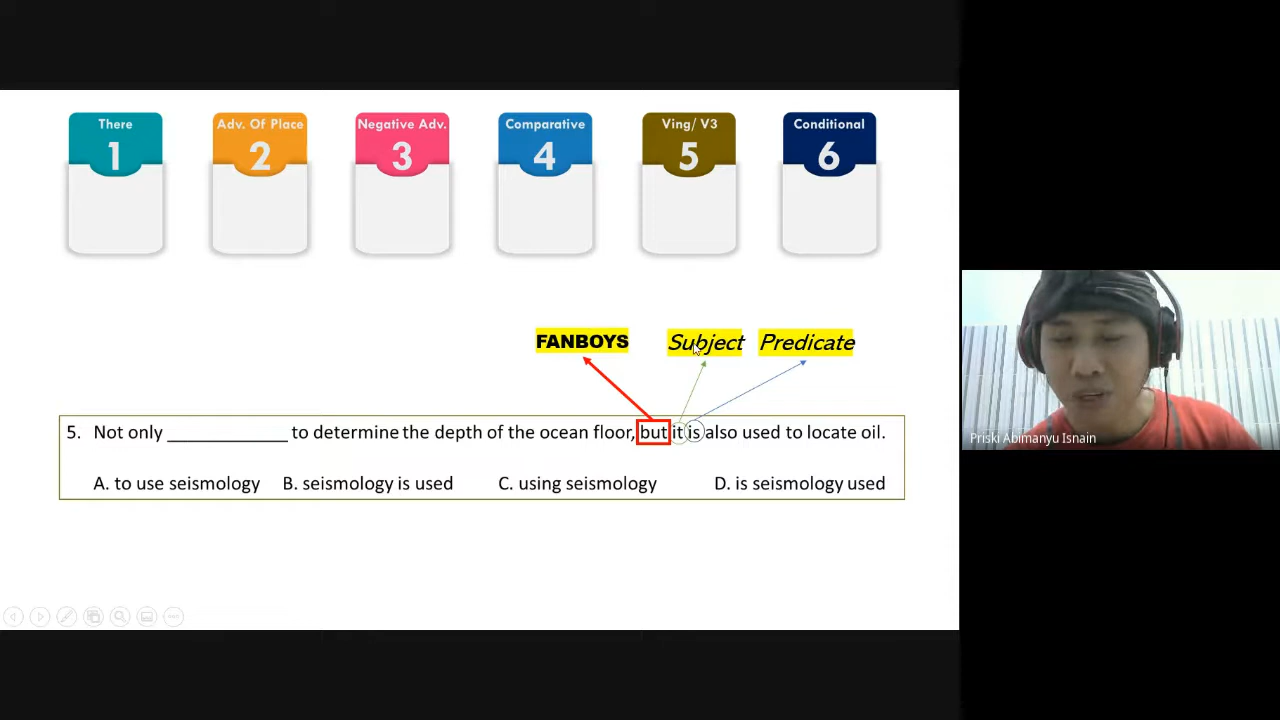 There
1
Adv. Of Place
2
Negative Adv.
3
Comparative
4
Ving/ V3
5
Conditional
6
FANBOYS Subject Predicate
5. Not only ____________ to determine the depth of the ocean floor, but it is also used to locate oil.
A. to use seismology B. seismology is used C. using seismology D. is seismology used
Priski Abimanyu Isnain